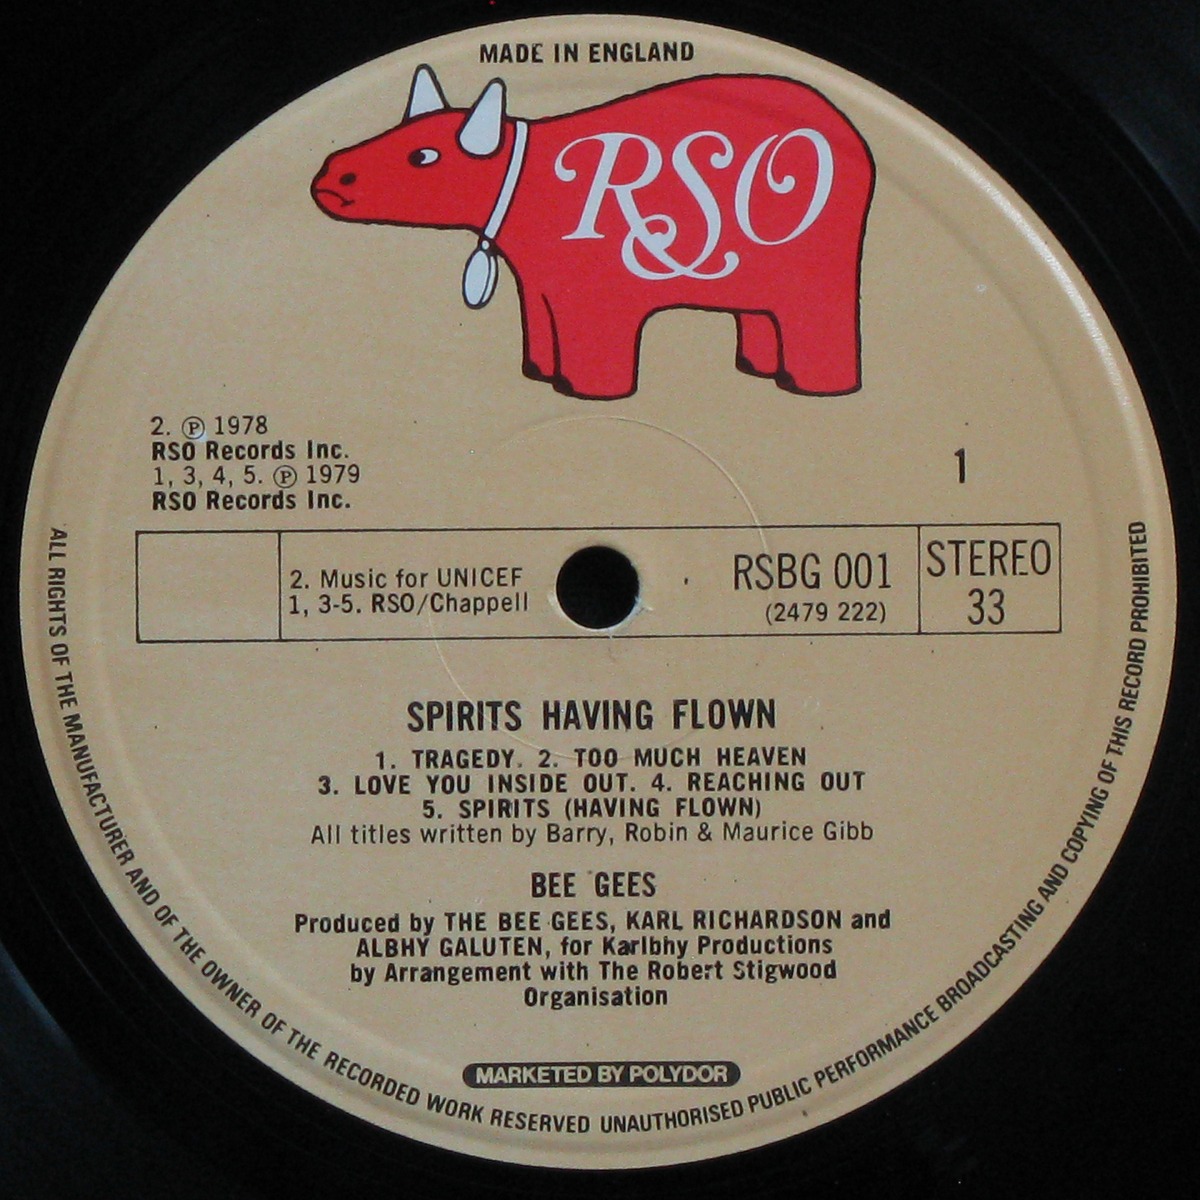 MADE IN ENGLAND
RSO
2. ℗ 1978
RSO Records Inc.
1, 3, 4, 5. ℗ 1979
RSO Records Inc.
1
2. Music for UNICEF
1, 3-5. RSO/Chappell
RSBG 001
(2479 222)
STEREO
33
SPIRITS HAVING FLOWN
1. TRAGEDY. 2. TOO MUCH HEAVEN
3. LOVE YOU INSIDE OUT. 4. REACHING OUT
5. SPIRITS (HAVING FLOWN)
All titles written by Barry, Robin & Maurice Gibb
BEE GEES
Produced by THE BEE GEES, KARL RICHARDSON and
ALBHY GALUTEN, for Karlbhy Productions
by Arrangement with The Robert Stigwood
Organisation
MARKETED BY POLYDOR
ALL RIGHTS OF THE MANUFACTURER AND OF THE OWNER OF THE RECORDED WORK RESERVED UNAUTHORISED PUBLIC PERFORMANCE BROADCASTING AND COPYING OF THIS RECORD PROHIBITED